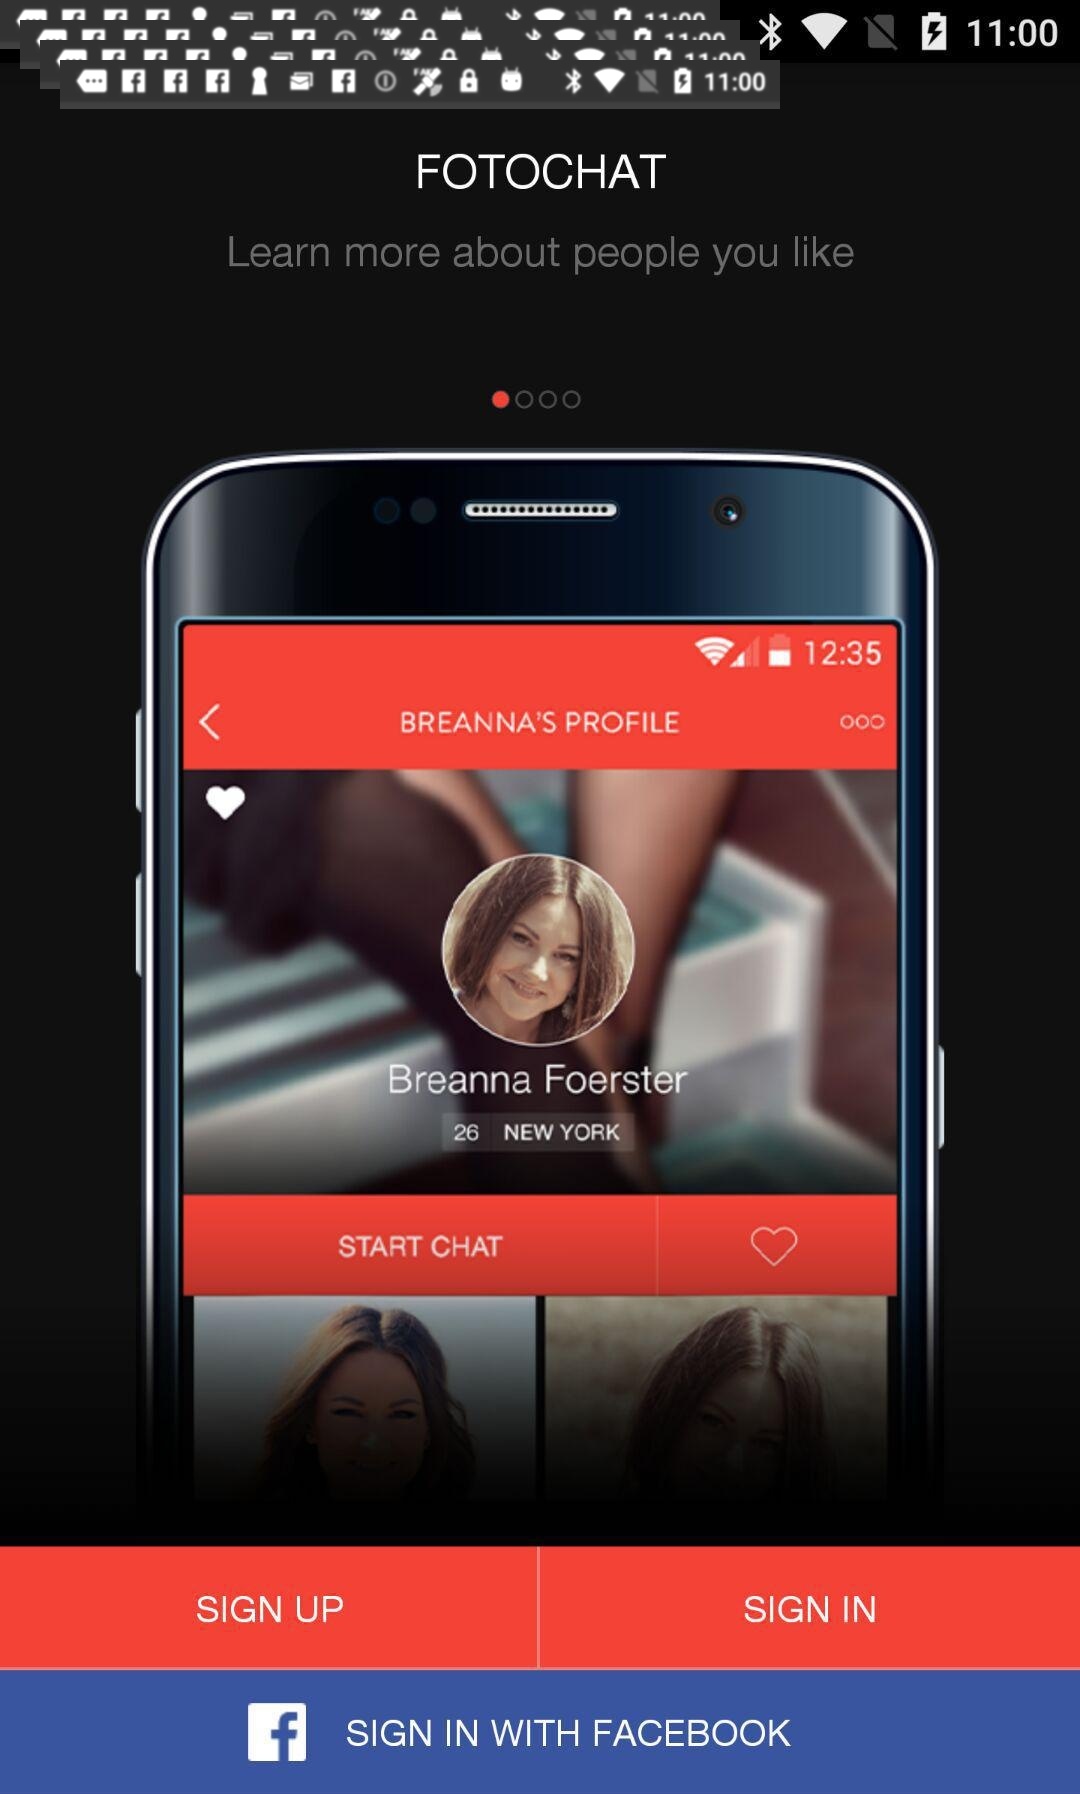 11:00
11:00
FOTOCHAT
Learn more about people you like
12:35
BREANNA'S PROFILE
Breanna Foerster
26 NEW YORK
START CHAT
SIGN UP
SIGN IN
SIGN IN WITH FACEBOOK